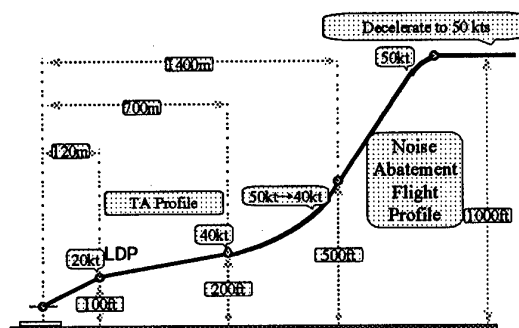 Decelerate to 50 kts
50kt
1400m
700m
120m
Noise
Abatement
Flight
Profile
TA Profile
50kt→40kt
1000ft
20kt
LDP
40kt
500ft
200ft
100ft